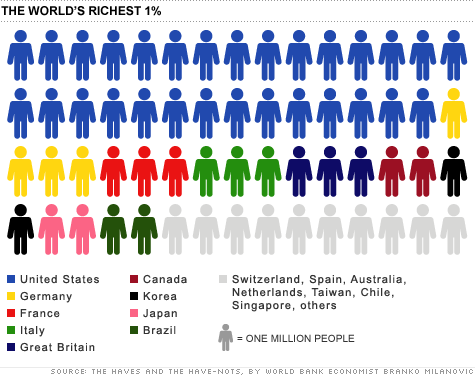 THE WORLD'S RICHEST 1%
United States
Germany
France
Italy
Great Britain
Canada
Korea
Japan
Brazil
Switzerland, Spain, Australia,
Netherlands, Taiwan, Chile,
Singapore, others
= ONE MILLION PEOPLE
SOURCE: THE HAVES AND THE HAVE-NOTS, BY WORLD BANK ECONOMIST BRANKO MILANOVIC